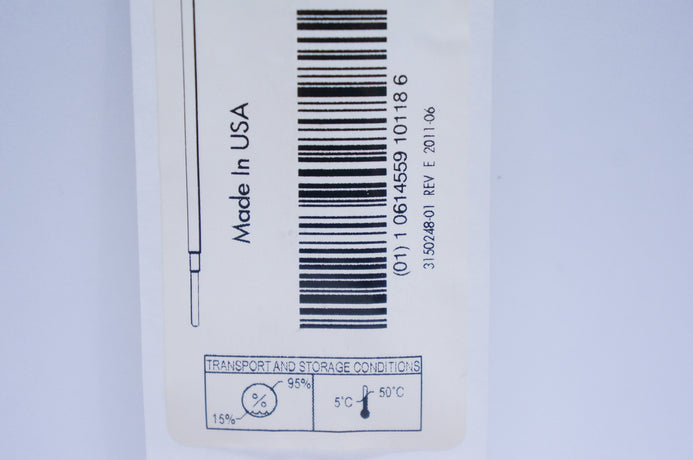 Made In USA
(01) 1 0614559 10118 6
3150248-01 REV E 2011-06
TRANSPORT AND STORAGE CONDITIONS
95%
%
15%
50°C
5°C